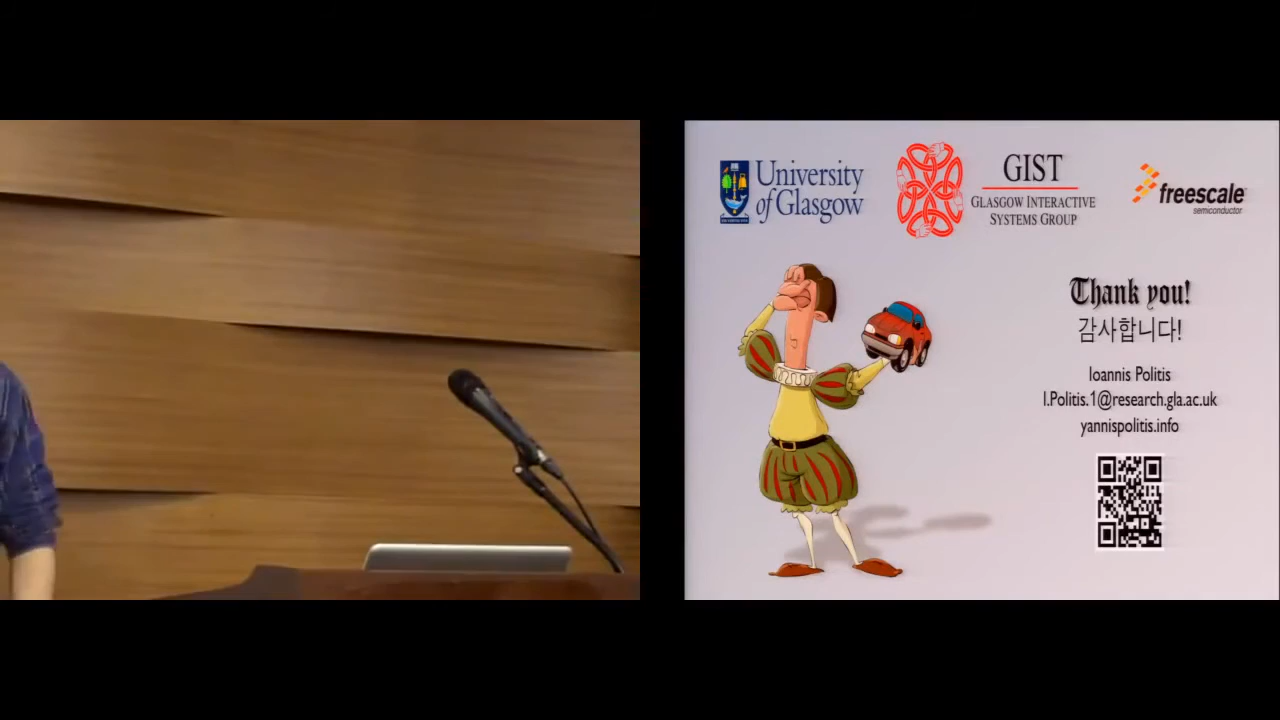 University
of Glasgow
GIST
GLASGOW INTERACTIVE
SYSTEMS GROUP
freescale
semiconductor
Thank you!
감사합니다!
Ioannis Politis
I.Politis.1@research.gla.ac.uk
yannispolitis.info